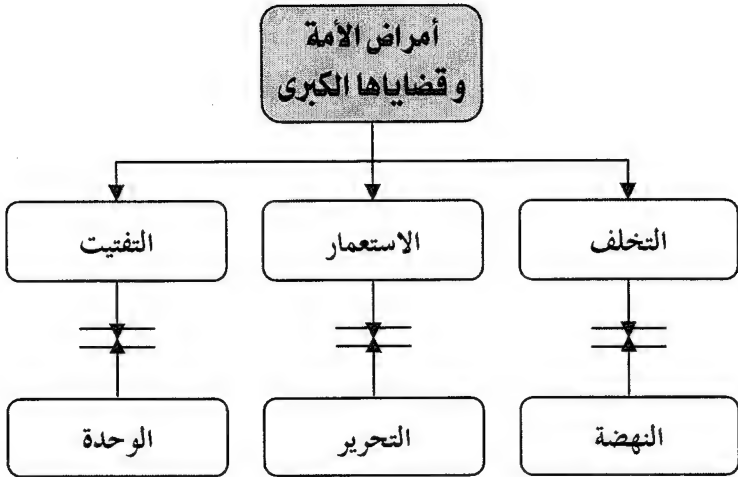 أمراض الأمة
وقضاياها الكبرى
التخلف
الاستعمار
التفتيت
النهضة
التحرير
الوحدة